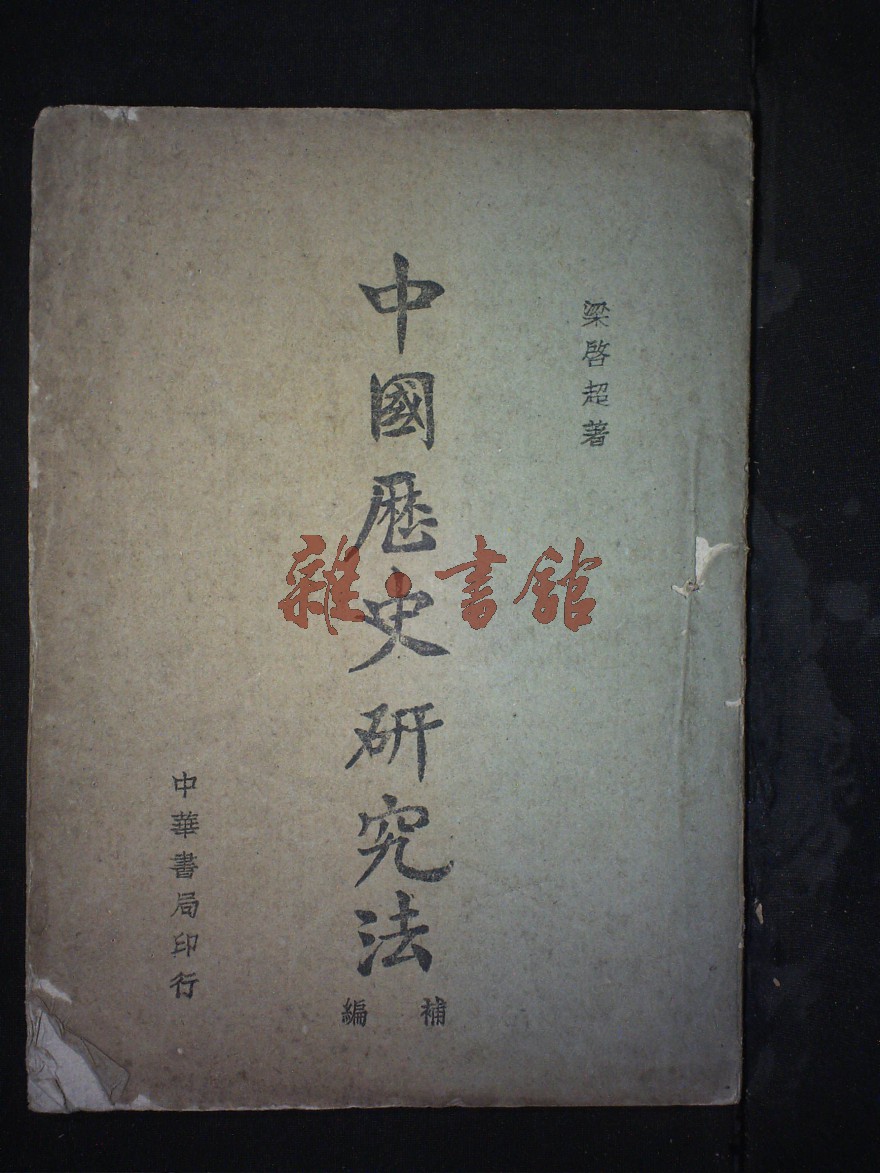 梁啓超著
中國歷史研究法
補編
中華書局印行
雜·書館